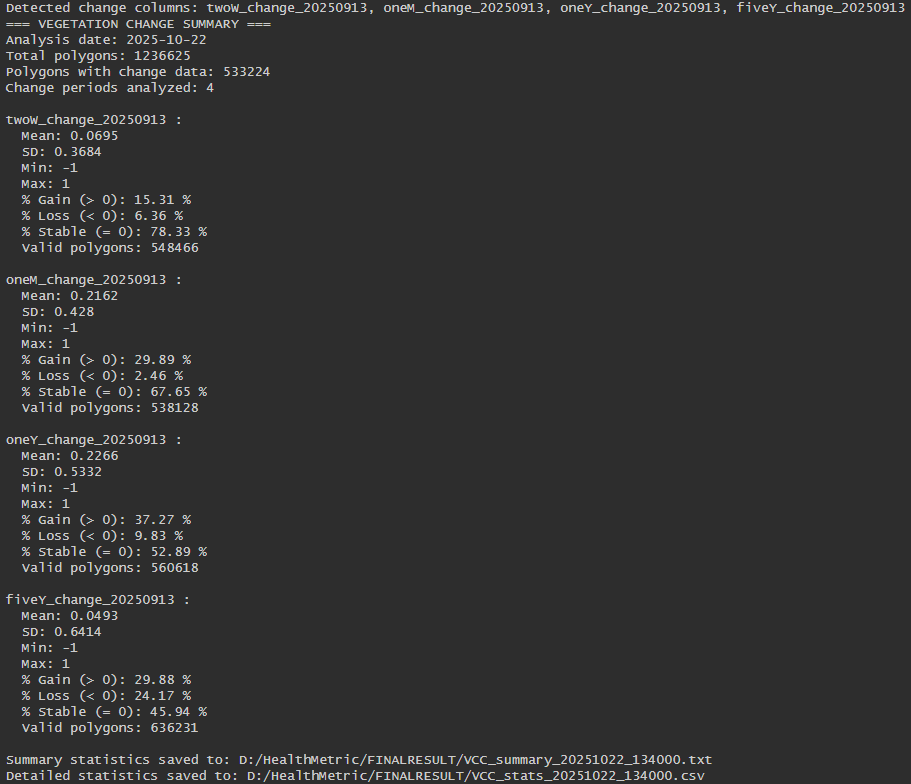 Detected change columns: twoW_change_20250913, oneM_change_20250913, oneY_change_20250913, fiveY_change_20250913
=== VEGETATION CHANGE SUMMARY ===
Analysis date: 2025-10-22
Total polygons: 1236625
Polygons with change data: 533224
Change periods analyzed: 4
twoW_change_20250913 :
Mean: 0.0695
SD: 0.3684
Min: -1
Max: 1
% Gain (> 0): 15.31 %
% Loss (< 0): 6.36 %
% Stable (= 0): 78.33 %
Valid polygons: 548466
oneM_change_20250913 :
Mean: 0.2162
SD: 0.428
Min: -1
Max: 1
% Gain (> 0): 29.89 %
% Loss (< 0): 2.46 %
% Stable (= 0): 67.65 %
Valid polygons: 538128
oneY_change_20250913 :
Mean: 0.2266
SD: 0.5332
Min: -1
Max: 1
% Gain (> 0): 37.27 %
% Loss (< 0): 9.83 %
% Stable (= 0): 52.89 %
Valid polygons: 560618
fiveY_change_20250913 :
Mean: 0.0493
SD: 0.6414
Min: -1
Max: 1
% Gain (> 0): 29.88 %
% Loss (< 0): 24.17 %
% Stable (= 0): 45.94 %
Valid polygons: 636231
Summary statistics saved to: D:/HealthMetric/FINALRESULT/VCC_summary_20251022_134000.txt
Detailed statistics saved to: D:/HealthMetric/FINALRESULT/VCC_stats_20251022_134000.csv